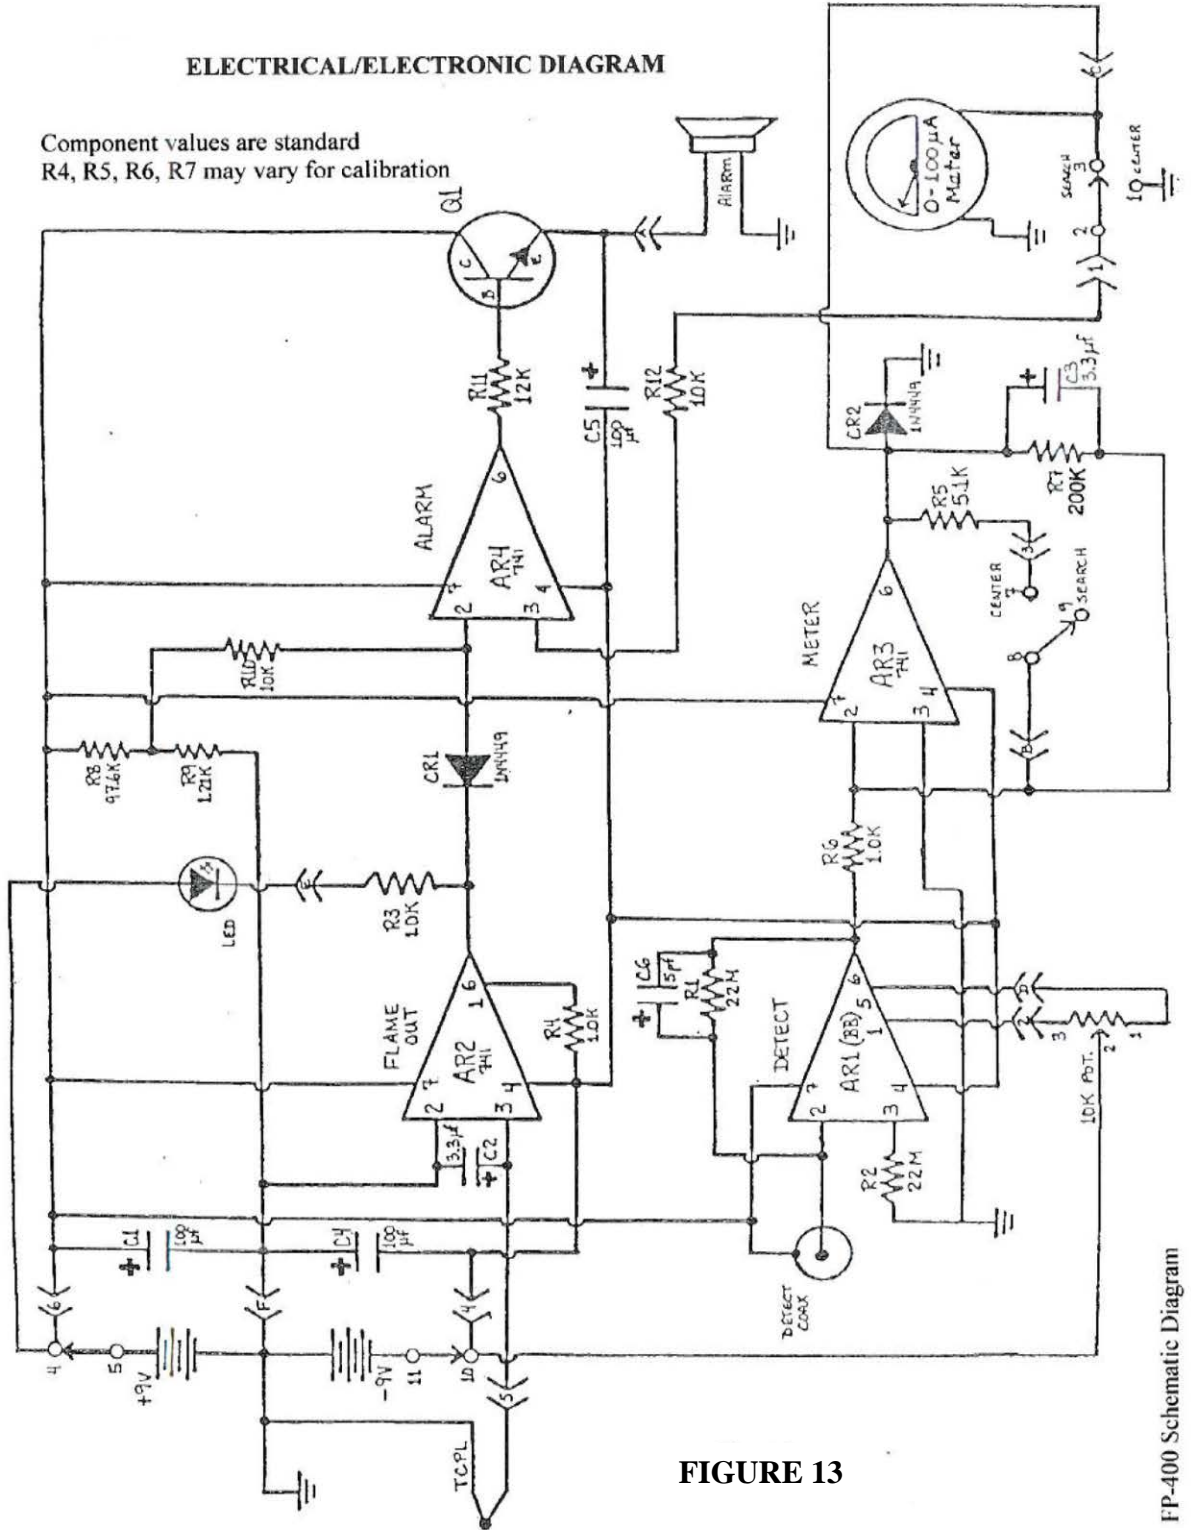 ELECTRICAL/ELECTRONIC DIAGRAM
Component values are standard
R4, R5, R6, R7 may vary for calibration
Q1
C
B
E
ALARM
R11
12K
C5
100
µf
R12
10K
0-100µA
Meter
C
SEARCH
3
2
1
10 CENTER
ALARM
AR4
741
7
2
3
4
6
R10
10K
R8
97.6K
R9
1.21K
CR1
1N4449
CR2
1N4449
C3
3.3µf
R7
200K
R5
5.1K
3
CENTER
7
8
9
SEARCH
B
METER
AR3
741
7
2
3
4
6
R6
1.0K
LED
E
R3
1.0K
FLAME
OUT
AR2
741
7
2
3
4
1
6
R4
1.0K
3.3µf
C2
C6
5pf
R1
22M
DETECT
AR1 (BB)
7
2
3
4
1
5
6
R2
22M
D
2
3
2
1
10K POT.
DETECT
COAX
C1
100
µf
C4
100
µf
6
F
4
5
4
5
+9V
-9V
11
10
TCPL
FIGURE 13
FP-400 Schematic Diagram